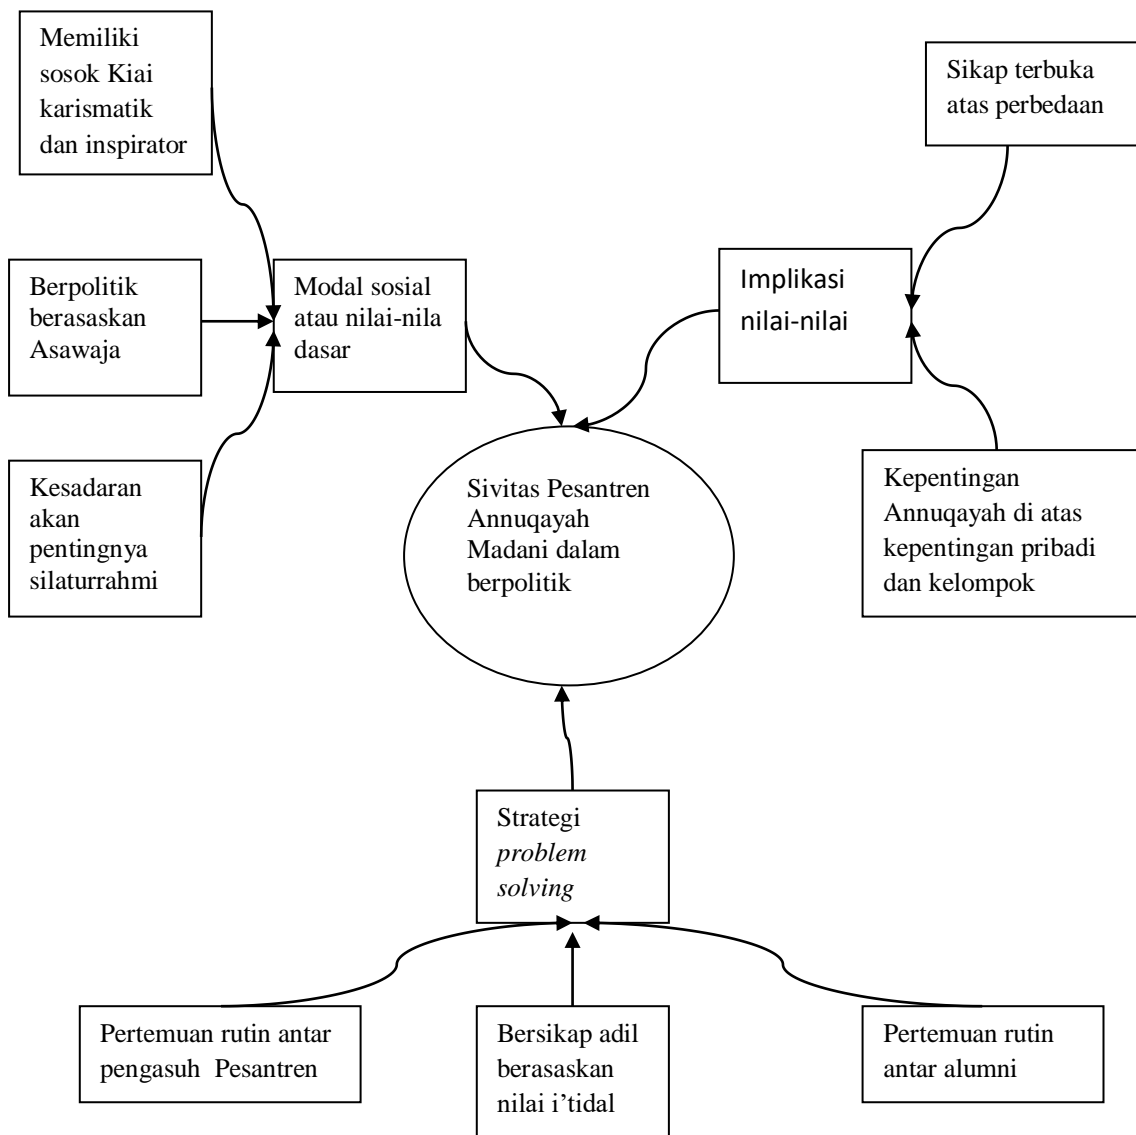 Memiliki
sosok Kiai
karismatik
dan inspirator
Sikap terbuka
atas perbedaan
Berpolitik
berasaskan
Asawaja
Modal sosial
atau nilai-nila
dasar
Implikasi
nilai-nilai
Kesadaran
akan
pentingnya
silaturrahmi
Sivitas Pesantren
Annuqayah
Madani dalam
berpolitik
Kepentingan
Annuqayah di atas
kepentingan pribadi
dan kelompok
Strategi
problem
solving
Pertemuan rutin antar
pengasuh  Pesantren
Bersikap adil
berasaskan
nilai i’tidal
Pertemuan rutin
antar alumni